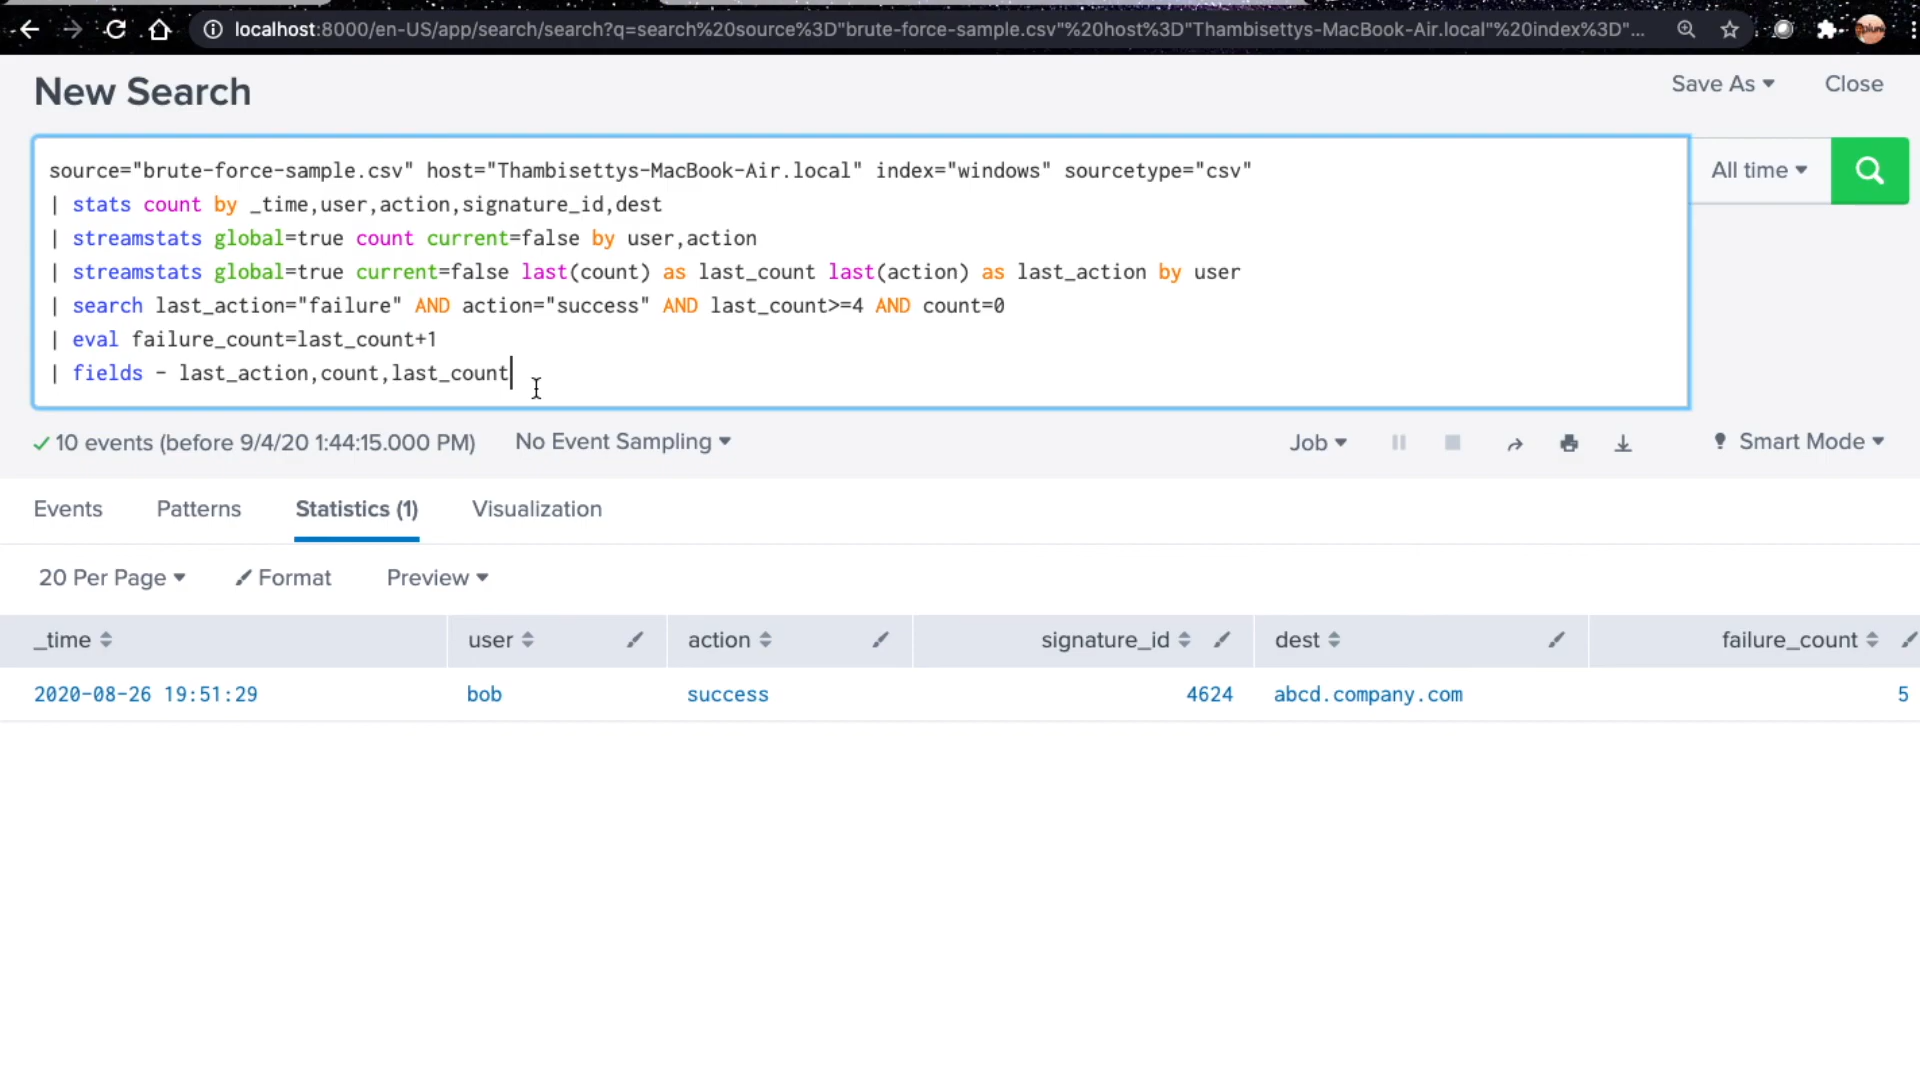 localhost:8000/en-US/app/search/search?q=search%20source%3D"brute-force-sample.csv"%20host%3D"Thambisettys-MacBook-Air.local"%20index%3D"...
New Search
Save As
Close
source="brute-force-sample.csv" host="Thambisettys-MacBook-Air.local" index="windows" sourcetype="csv"
| stats count by _time,user,action,signature_id,dest
| streamstats global=true count current=false by user,action
| streamstats global=true current=false last(count) as last_count last(action) as last_action by user
| search last_action="failure" AND action="success" AND last_count>=4 AND count=0
| eval failure_count=last_count+1
| fields - last_action,count,last_count
All time
10 events (before 9/4/20 1:44:15.000 PM)
No Event Sampling
Job
Smart Mode
Events
Patterns
Statistics (1)
Visualization
20 Per Page
Format
Preview
_time
user
action
signature_id
dest
failure_count
2020-08-26 19:51:29
bob
success
4624
abcd.company.com
5